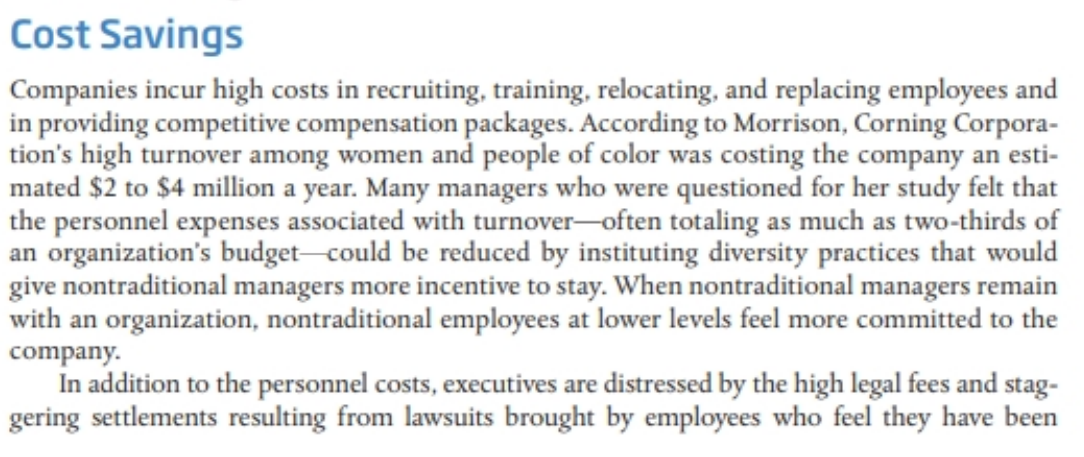 Cost Savings
Companies incur high costs in recruiting, training, relocating, and replacing employees and
in providing competitive compensation packages. According to Morrison, Corning Corpora-
tion's high turnover among women and people of color was costing the company an esti-
mated $2 to $4 million a year. Many managers who were questioned for her study felt that
the personnel expenses associated with turnover—often totaling as much as two-thirds of
an organization's budget—could be reduced by instituting diversity practices that would
give nontraditional managers more incentive to stay. When nontraditional managers remain
with an organization, nontraditional employees at lower levels feel more committed to the
company.
In addition to the personnel costs, executives are distressed by the high legal fees and stag-
gering settlements resulting from lawsuits brought by employees who feel they have been